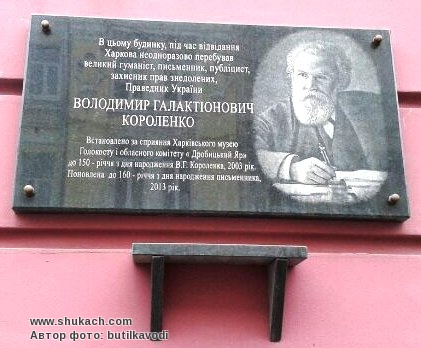 В цьому будинку, під час відвідання
Харкова неодноразово перебував
великий гуманіст, письменник, публіцист,
захисник прав знедолених,
Праведник України
ВОЛОДИМИР ГАЛАКТІОНОВИЧ
КОРОЛЕНКО
Встановлено за сприяння Харківського музею
Голокосту і обласного комітету « Дробицький Яр»
до 150 - річчя з дня народження В.Г. Короленка, 2003 рік.
Поновлена до 160 - річчя з дня народження письменника,
2013 рік.
www.shukach.com
Автор фото: butilkavodi